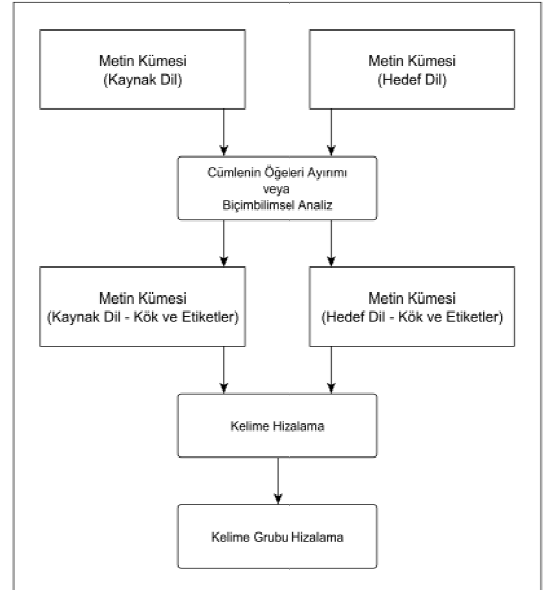 Metin Kümesi
(Kaynak Dil)
Metin Kümesi
(Hedef Dil)
Cümlenin Öğeleri Ayırımı
veya
Biçimbilimsel Analiz
Metin Kümesi
(Kaynak Dil - Kök ve Etiketler)
Metin Kümesi
(Hedef Dil - Kök ve Etiketler)
Kelime Hizalama
Kelime Grubu Hizalama